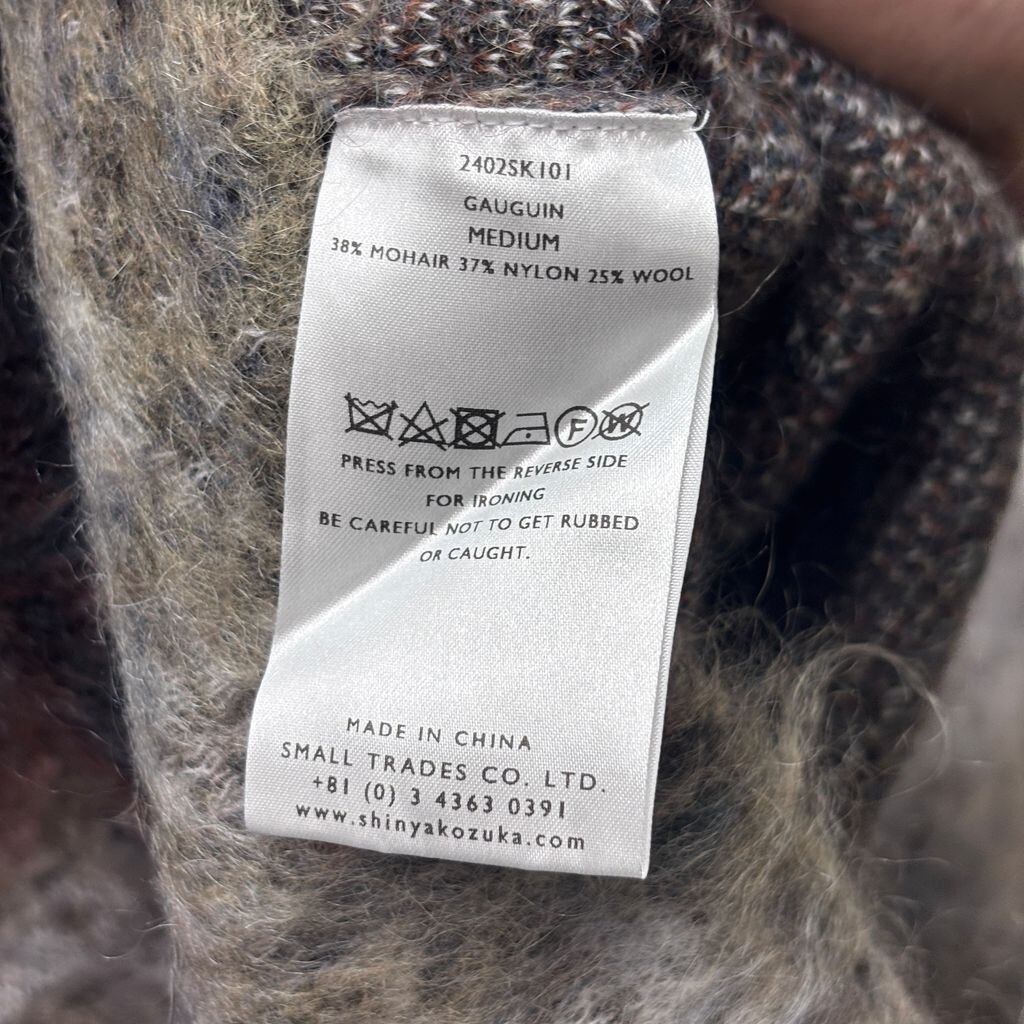 2402SK101
GAUGUIN
MEDIUM
38% MOHAIR 37% NYLON 25% WOOL
F W
PRESS FROM THE REVERSE SIDE
FOR IRONING
BE CAREFUL NOT TO GET RUBBED
OR CAUGHT.
MADE IN CHINA
SMALL TRADES CO. LTD.
+81 (0) 3 4363 0391
www.shinyakozuka.com